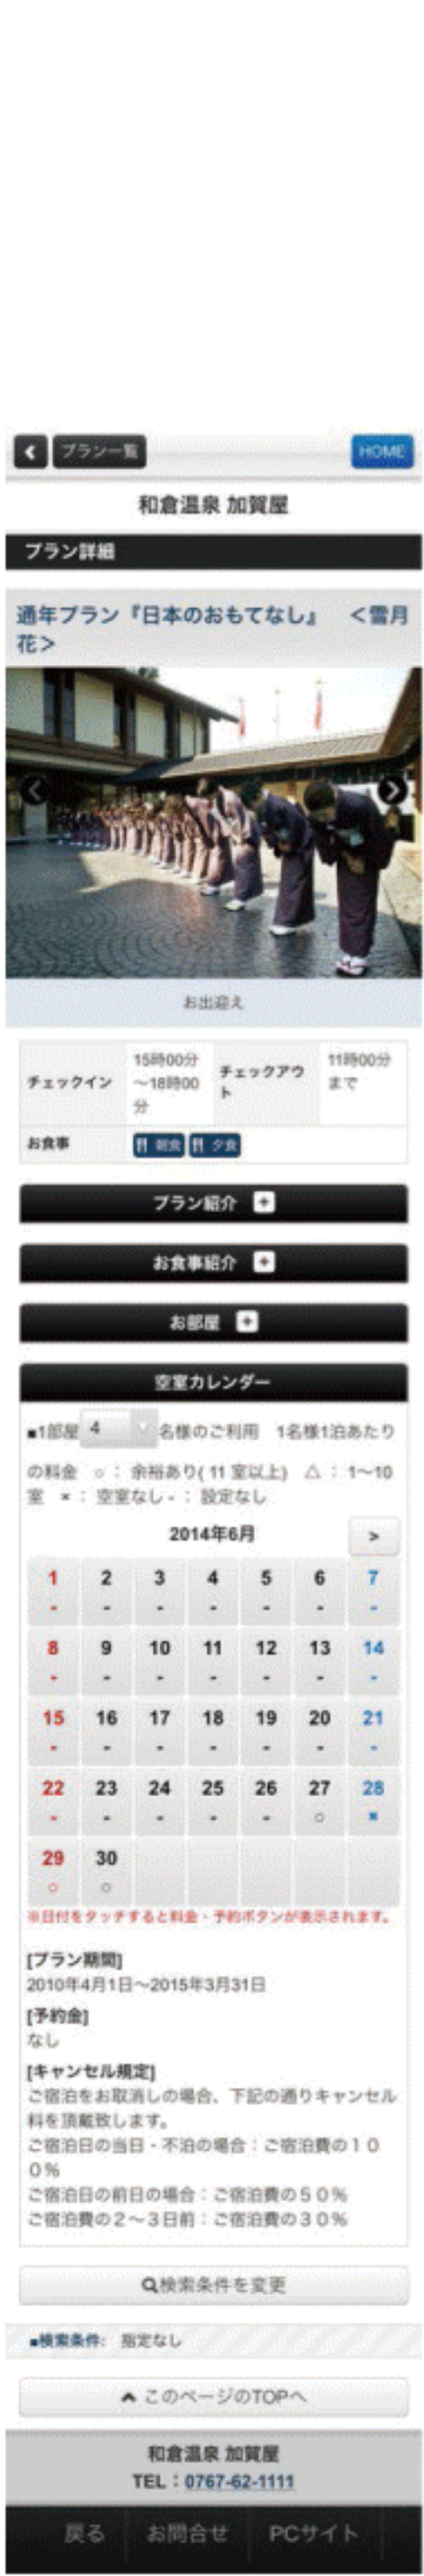 プラン一覧 HOME
和倉温泉 加賀屋
プラン詳細
通年プラン『日本のおもてなし』 ＜雪月
花＞
お出迎え
チェックイン 15時00分～18時00分 チェックアウト 11時00分まで
お食事 朝食 夕食
プラン紹介
お食事紹介
お部屋
空室カレンダー
■1部屋 4 名様のご利用 1名様1泊あたり
の料金 ○ ： 余裕あり( 11 室以上) △ ： 1～10
室 × ： 空室なし - ： 設定なし
2014年6月 >
1 2 3 4 5 6 7
- - - - - - -
8 9 10 11 12 13 14
- - - - - - -
15 16 17 18 19 20 21
- - - - - - -
22 23 24 25 26 27 28
- - - - - ○ ×
29 30
○ ○
※日付をタッチすると料金・予約ボタンが表示されます。
[プラン期間]
2010年4月1日～2015年3月31日
[予約金]
なし
[キャンセル規定]
ご宿泊をお取消しの場合、下記の通りキャンセル
料を頂戴致します。
ご宿泊日の当日・不泊の場合：ご宿泊費の１０
０％
ご宿泊日の前日の場合：ご宿泊費の５０％
ご宿泊費の２～３日前：ご宿泊費の３０％
検索条件を変更
■検索条件: 指定なし
このページのTOPへ
和倉温泉 加賀屋
TEL：0767-62-1111
戻る お問合せ PCサイト